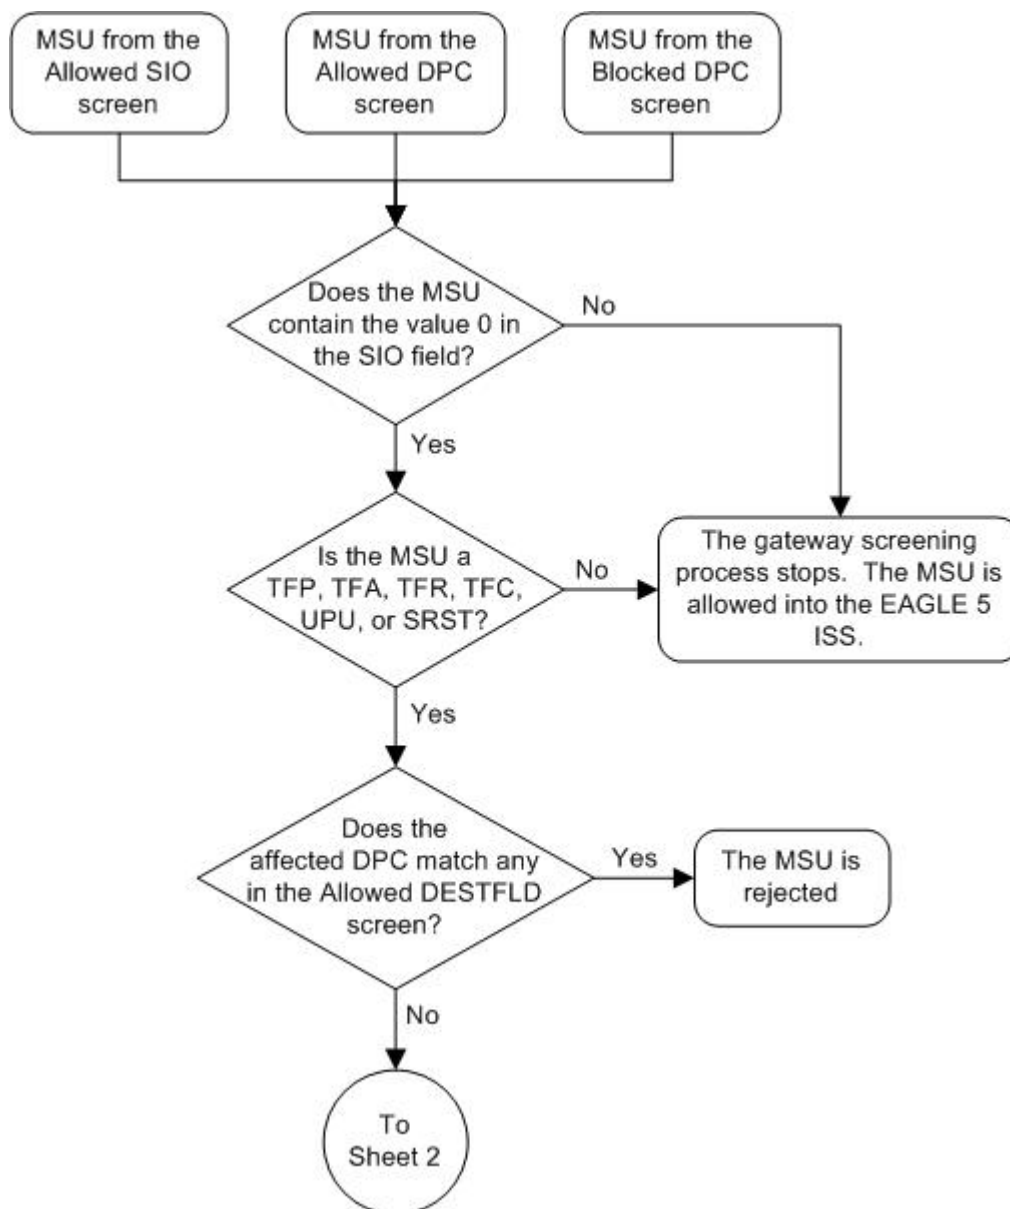 MSU from the
Allowed SIO
screen
MSU from the
Allowed DPC
screen
MSU from the
Blocked DPC
screen
Does the MSU
contain the value 0 in
the SIO field?
No
Yes
Is the MSU a
TFP, TFA, TFR, TFC,
UPU, or SRST?
No
The gateway screening
process stops. The MSU is
allowed into the EAGLE 5
ISS.
Yes
Does the
affected DPC match any
in the Allowed DESTFLD
screen?
Yes
The MSU is
rejected
No
To
Sheet 2